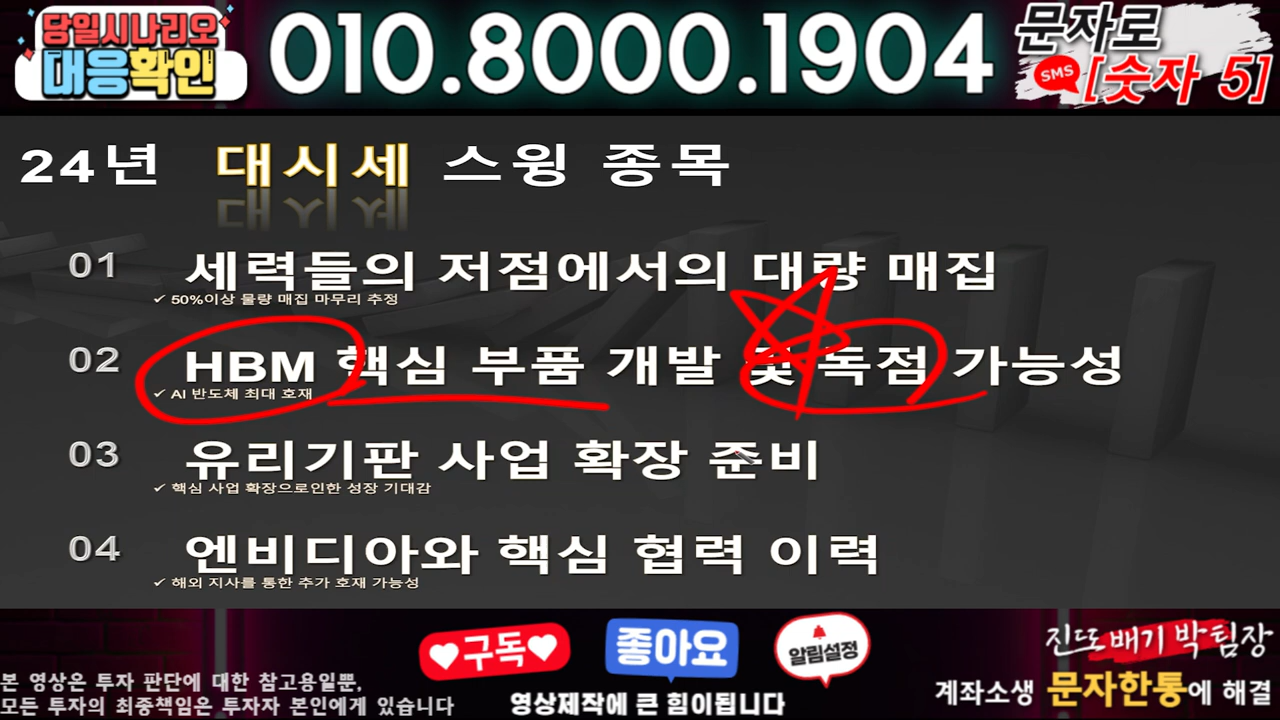 당일시나리오
대응확인
010.8000.1904
문자로
SMS
[숫자 5]
24년 대시세 스윙 종목
01 세력들의 저점에서의 대량 매집
✓ 50%이상 물량 매집 마무리 추정
02 HBM 핵심 부품 개발 및 독점 가능성
✓ AI 반도체 최대 호재
03 유리기판 사업 확장 준비
✓ 핵심 사업 확장으로인한 성장 기대감
04 엔비디아와 핵심 협력 이력
✓ 해외 지사를 통한 추가 호재 가능성
구독
좋아요
알림설정
영상제작에 큰 힘이됩니다
본 영상은 투자 판단에 대한 참고용일뿐,
모든 투자의 최종책임은 투자자 본인에게 있습니다
진또배기 박팀장
계좌소생 문자한통에 해결